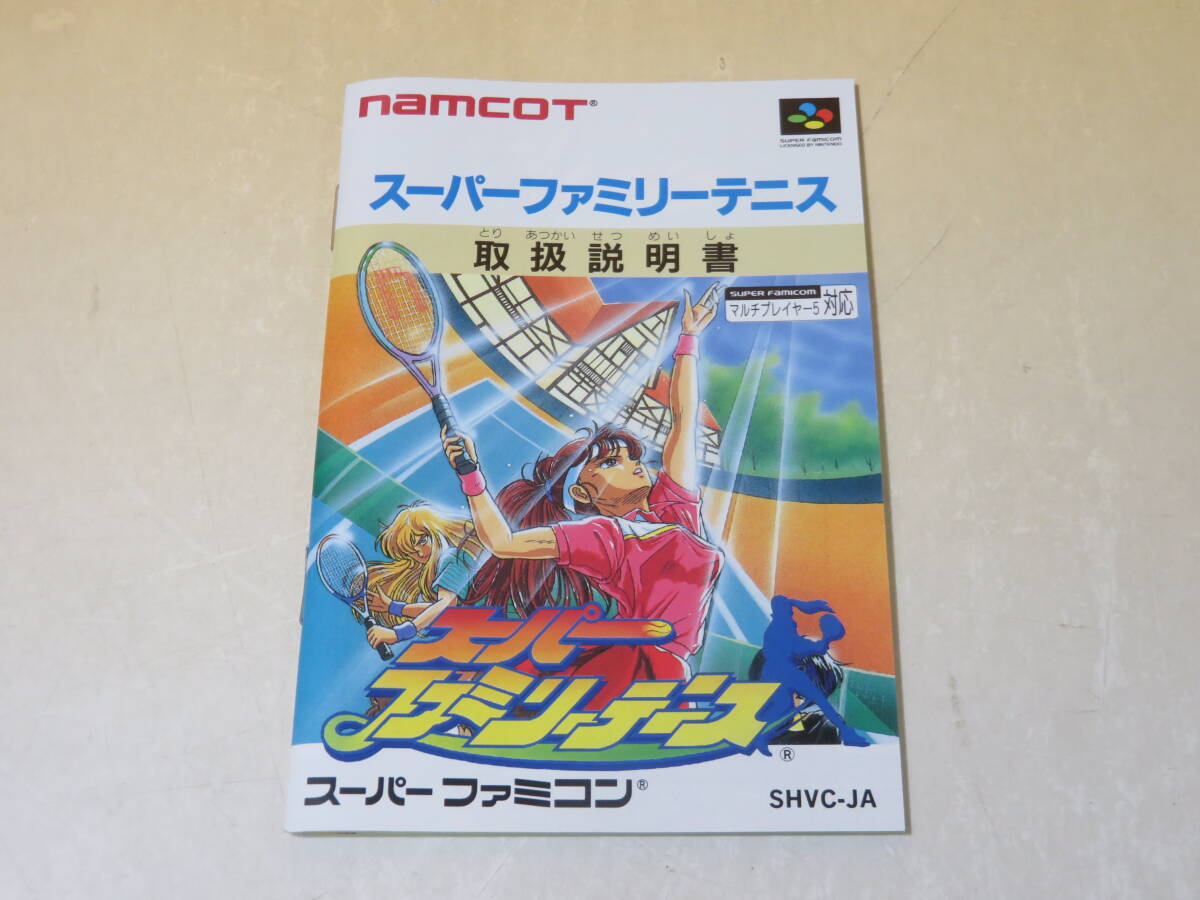 namcoT®
SUPER FAMICOM
LICENSED BY NINTENDO
スーパーファミリーテニス
とり あつかい せつ めい しょ
取扱説明書
SUPER FAMICOM
マルチプレイヤー5 対応
スーパー
ファミリーテニス
®
スーパーファミコン®
SHVC-JA